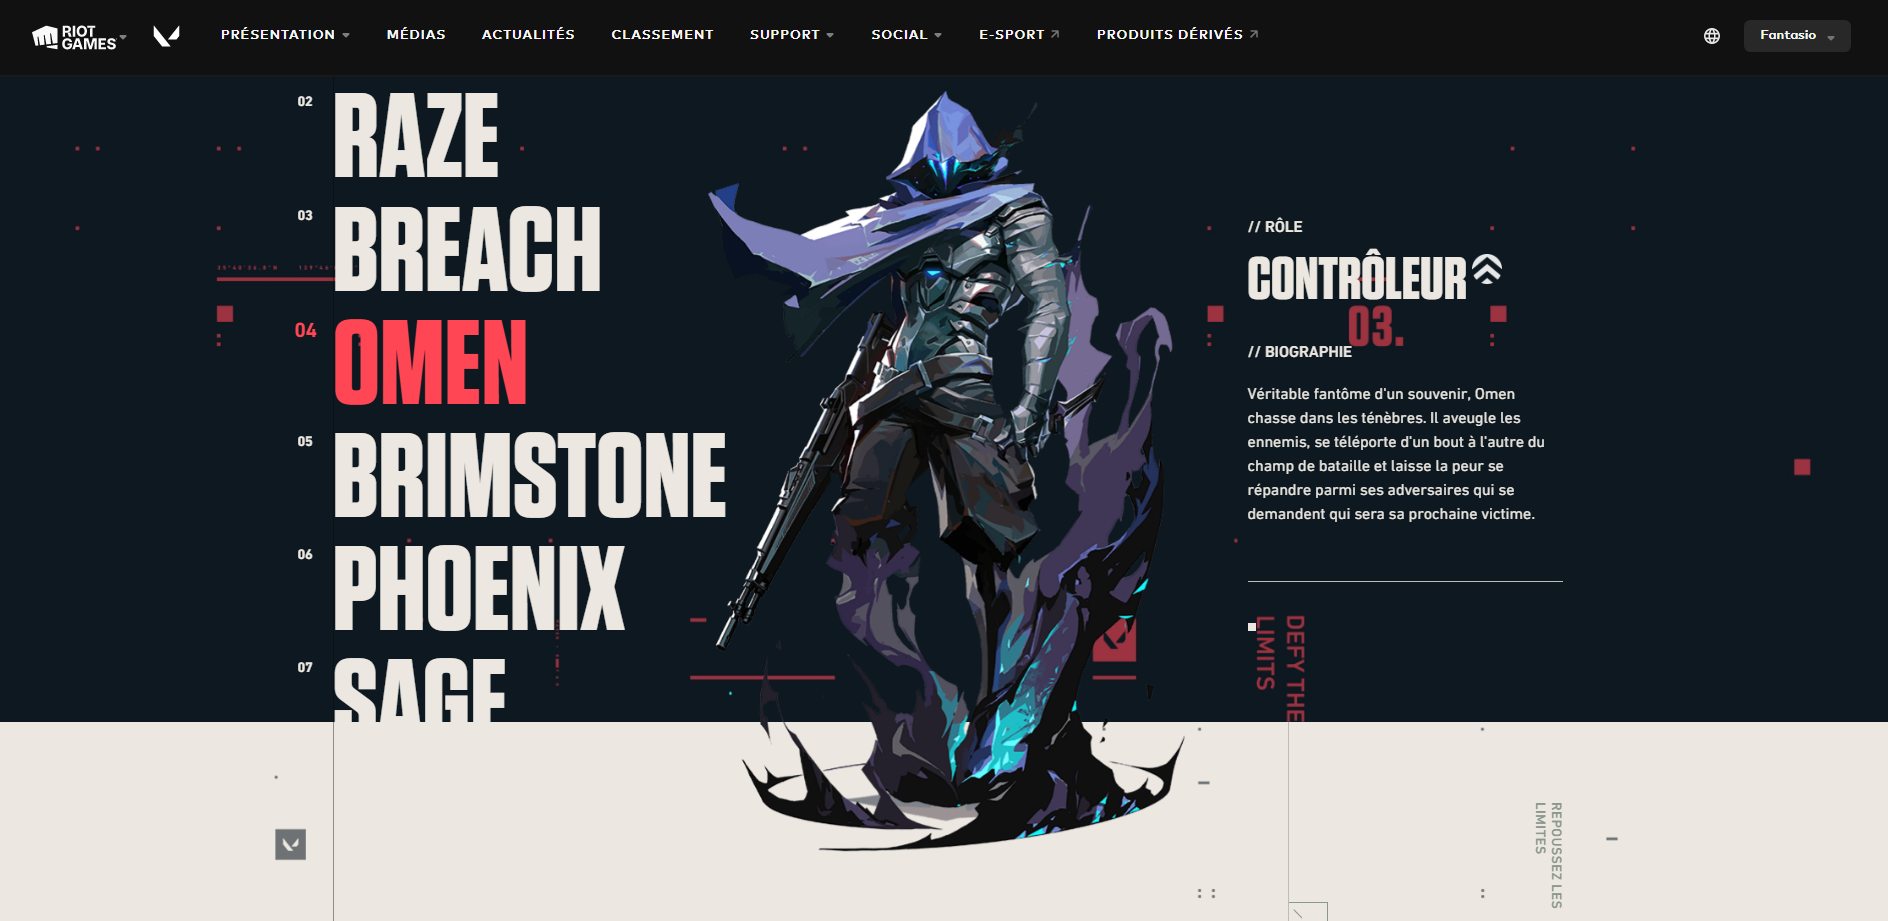 RIOT GAMES
PRÉSENTATION
MÉDIAS
ACTUALITÉS
CLASSEMENT
SUPPORT
SOCIAL
E-SPORT
PRODUITS DÉRIVÉS
Fantasio
02
RAZE
03
BREACH
04
OMEN
05
BRIMSTONE
06
PHOENIX
07
SAGE
// RÔLE
CONTRÔLEUR
03.
// BIOGRAPHIE
Véritable fantôme d'un souvenir, Omen
chasse dans les ténèbres. Il aveugle les
ennemis, se téléporte d'un bout à l'autre du
champ de bataille et laisse la peur se
répandre parmi ses adversaires qui se
demandent qui sera sa prochaine victime.
DEFY THE
LIMITS
REPOUSSEZ LES
LIMITES